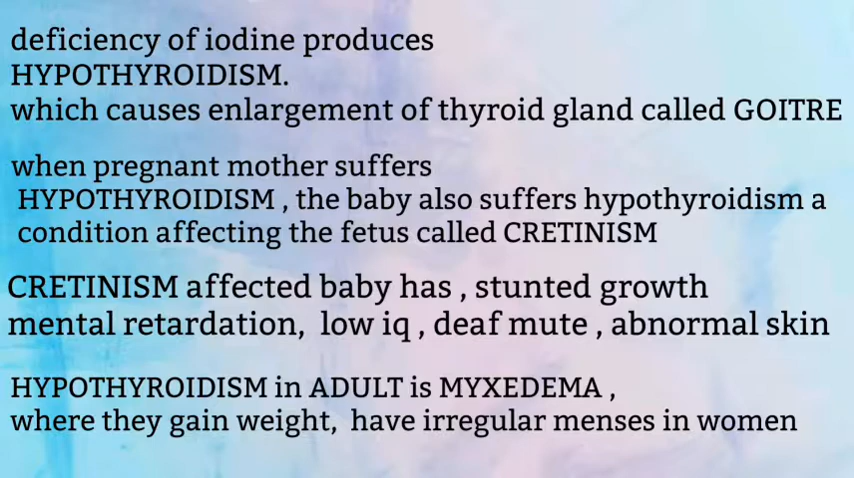 deficiency of iodine produces
HYPOTHYROIDISM.
which causes enlargement of thyroid gland called GOITRE
when pregnant mother suffers
HYPOTHYROIDISM , the baby also suffers hypothyroidism a
condition affecting the fetus called CRETINISM
CRETINISM affected baby has , stunted growth
mental retardation, low iq , deaf mute , abnormal skin
HYPOTHYROIDISM in ADULT is MYXEDEMA ,
where they gain weight, have irregular menses in women